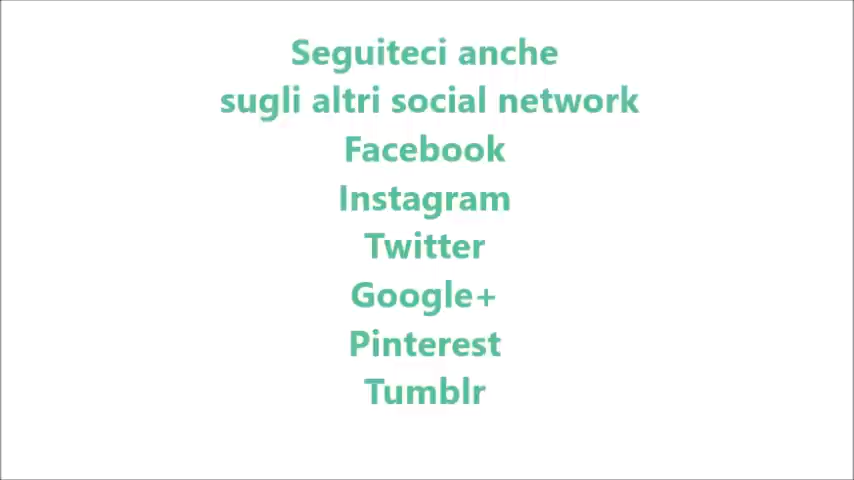 Seguiteci anche
sugli altri social network
Facebook
Instagram
Twitter
Google+
Pinterest
Tumblr